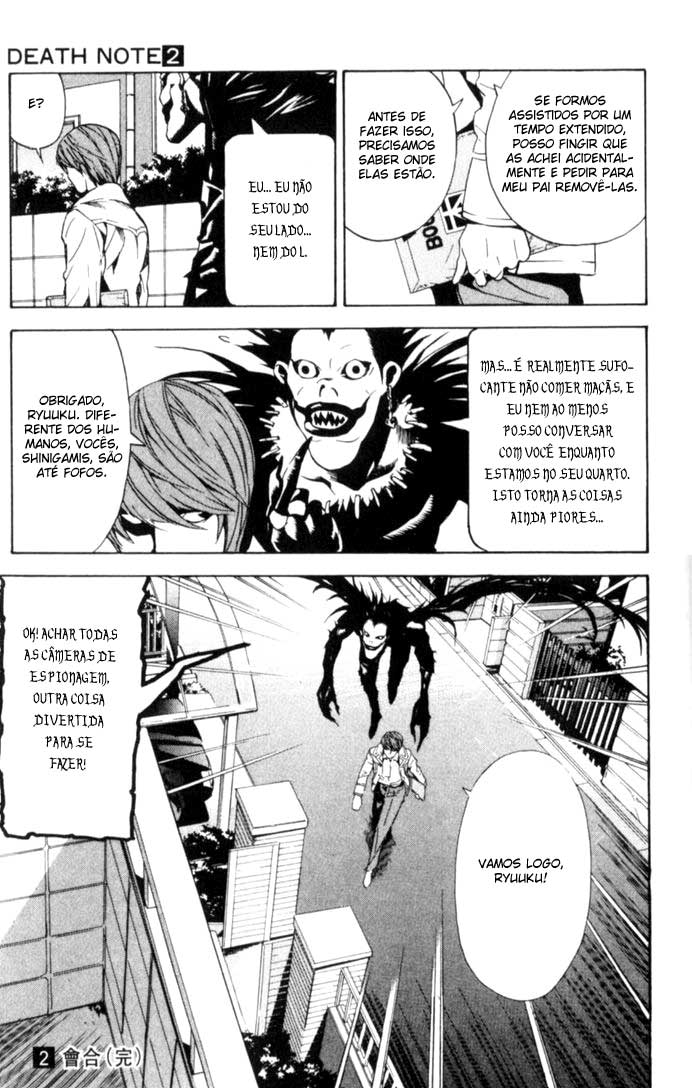 DEATH NOTE 2
SE FORMOS
ASSISTIDOS POR UM
TEMPO EXTENDIDO,
POSSO FINGIR QUE
AS ACHEI ACIDENTAL-
MENTE E PEDIR PARA
MEU PAI REMOVÊ-LAS.
ANTES DE
FAZER ISSO,
PRECISAMOS
SABER ONDE
ELAS ESTÃO.
BOO
EU... EU NÃO
ESTOU DO
SEU LADO...
NEM DO L.
E?
MAS... É REALMENTE SUFO-
CANTE NÃO COMER MAÇÃS, E
EU NEM AO MENOS
POSSO CONVERSAR
COM VOCÊ ENQUANTO
ESTAMOS NO SEU QUARTO.
ISTO TORNA AS COISAS
AINDA PIORES...
OBRIGADO,
RYUUKU. DIFE-
RENTE DOS HU-
MANOS, VOCÊS,
SHINIGAMIS, SÃO
ATÉ FOFOS.
OK! ACHAR TODAS
AS CÂMERAS DE
ESPIONAGEM,
OUTRA COISA
DIVERTIDA
PARA SE
FAZER!
VAMOS LOGO,
RYUUKU!
2 會合(完)